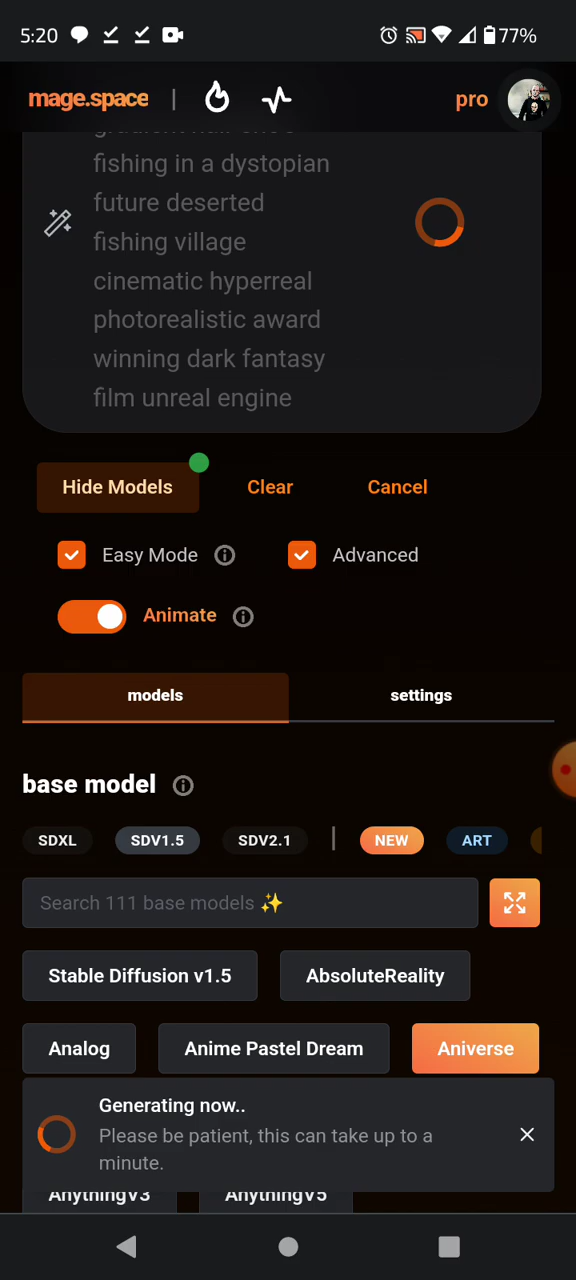 5:20
77%
mage.space | pro
fishing in a dystopian
future deserted
fishing village
cinematic hyperreal
photorealistic award
winning dark fantasy
film unreal engine
Hide Models Clear Cancel
Easy Mode Advanced
Animate
models settings
base model
SDXL SDV1.5 SDV2.1 | NEW ART
Search 111 base models ✨
Stable Diffusion v1.5 AbsoluteReality
Analog Anime Pastel Dream Aniverse
Generating now..
Please be patient, this can take up to a
minute.
AnythingV3 AnythingV5